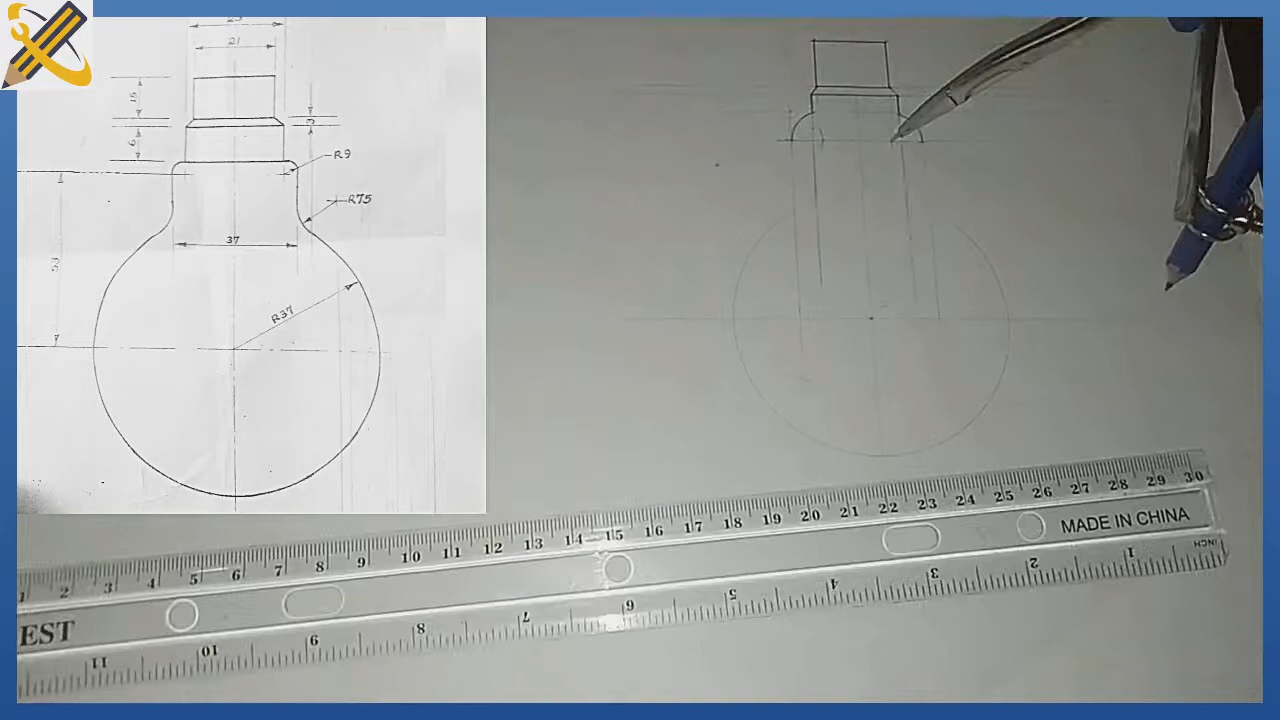 21
15
3
6
R9
R75
37
53
R37
1 2 3 4 5 6 7 8 9 10 11 12 13 14 15 16 17 18 19 20 21 22 23 24 25 26 27 28 29 30
MADE IN CHINA
EST
INCH
11 10 9 8 7 6 5 4 3 2 1